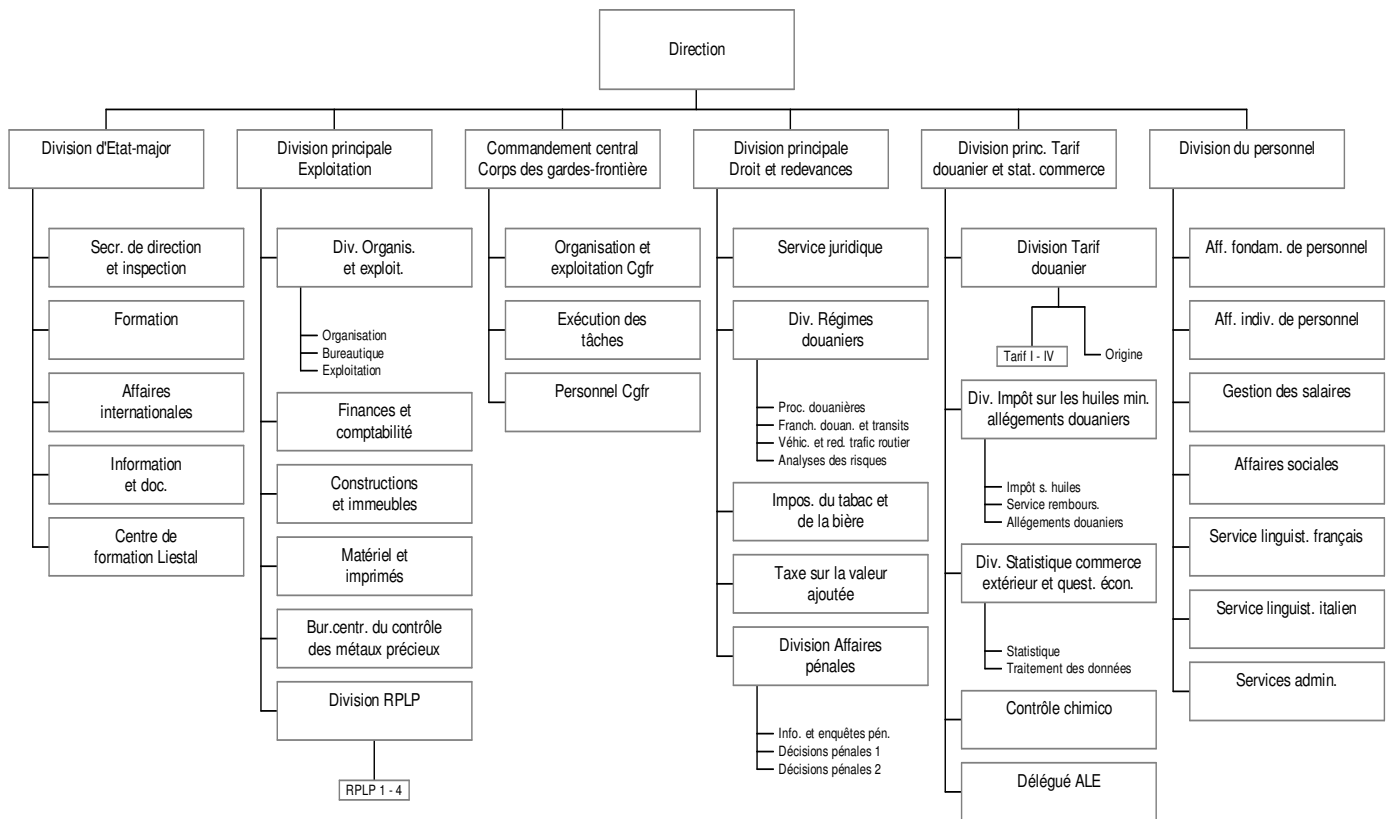 Direction
Division d'Etat-major
Secr. de direction
et inspection
Formation
Affaires
internationales
Information
et doc.
Centre de
formation Liestal
Division principale
Exploitation
Div. Organis.
et exploit.
Organisation
Bureautique
Exploitation
Finances et
comptabilité
Constructions
et immeubles
Matériel et
imprimés
Bur.centr. du contrôle
des métaux précieux
Division RPLP
RPLP 1 - 4
Commandement central
Corps des gardes-frontière
Organisation et
exploitation Cgfr
Exécution des
tâches
Personnel Cgfr
Division principale
Droit et redevances
Service juridique
Div. Régimes
douaniers
Proc. douanières
Franch. douan. et transits
Véhic. et red. trafic routier
Analyses des risques
Impos. du tabac et
de la bière
Taxe sur la valeur
ajoutée
Division Affaires
pénales
Info. et enquêtes pén.
Décisions pénales 1
Décisions pénales 2
Division princ. Tarif
douanier et stat. commerce
Division Tarif
douanier
Tarif I - IV
Origine
Div. Impôt sur les huiles min.
allégements douaniers
Impôt s. huiles
Service rembours.
Allégements douaniers
Div. Statistique commerce
extérieur et quest. écon.
Statistique
Traitement des données
Contrôle chimico
Délégué ALE
Division du personnel
Aff. fondam. de personnel
Aff. indiv. de personnel
Gestion des salaires
Affaires sociales
Service linguist. français
Service linguist. italien
Services admin.